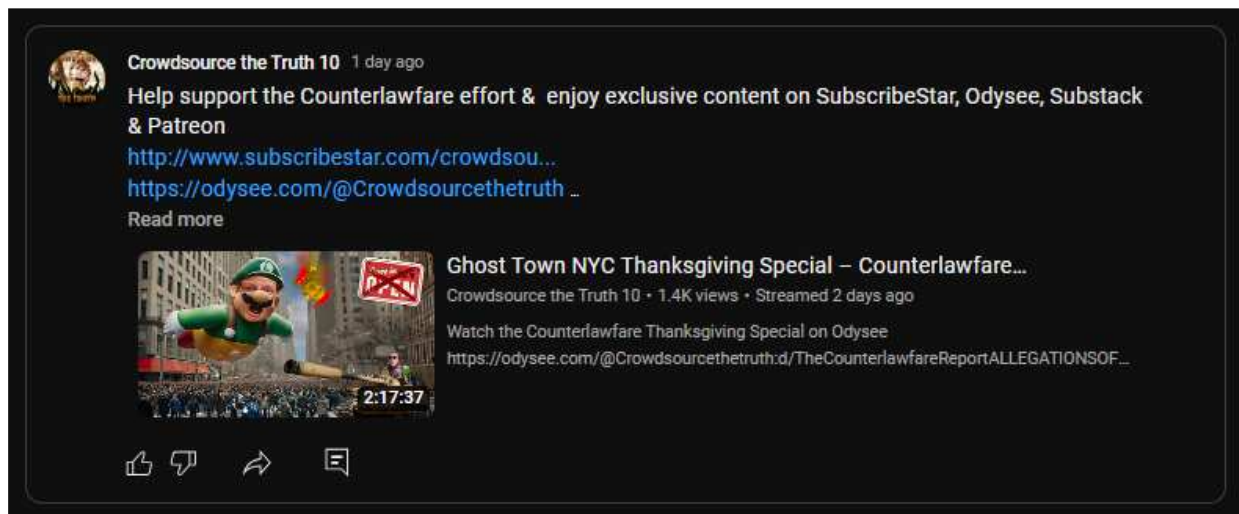 Crowdsource the Truth 10 1 day ago
Help support the Counterlawfare effort &  enjoy exclusive content on SubscribeStar, Odysee, Substack
& Patreon
http://www.subscribestar.com/crowdsou...
https://odysee.com/@Crowdsourcethetruth ...
Read more
OPEN
2:17:37
Ghost Town NYC Thanksgiving Special – Counterlawfare...
Crowdsource the Truth 10 • 1.4K views • Streamed 2 days ago
Watch the Counterlawfare Thanksgiving Special on Odysee
https://odysee.com/@Crowdsourcethetruth:d/TheCounterlawfareReportALLEGATIONSOF...